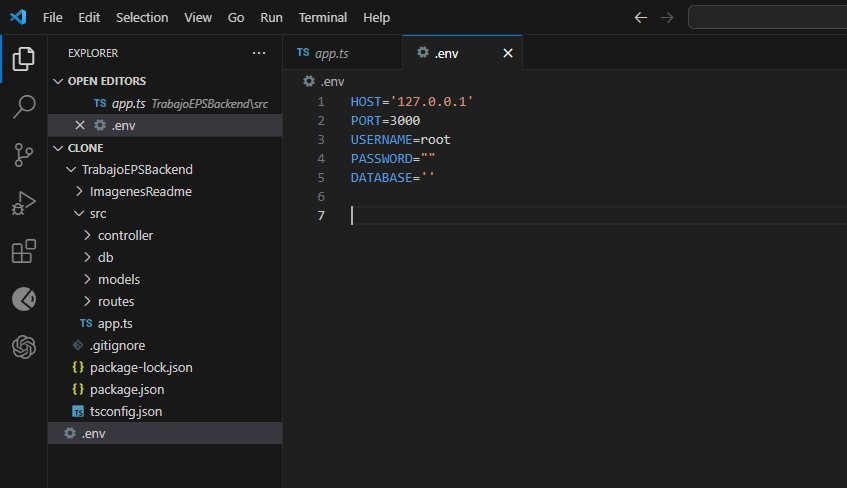 File Edit Selection View Go Run Terminal Help
EXPLORER ...
OPEN EDITORS
TS app.ts TrabajoEPSBackend\src
.env
CLONE
TrabajoEPSBackend
ImagenesReadme
src
controller
db
models
routes
TS app.ts
.gitignore
{} package-lock.json
{} package.json
TS tsconfig.json
.env
TS app.ts
.env
.env
1 HOST='127.0.0.1'
2 PORT=3000
3 USERNAME=root
4 PASSWORD=""
5 DATABASE=''
6
7